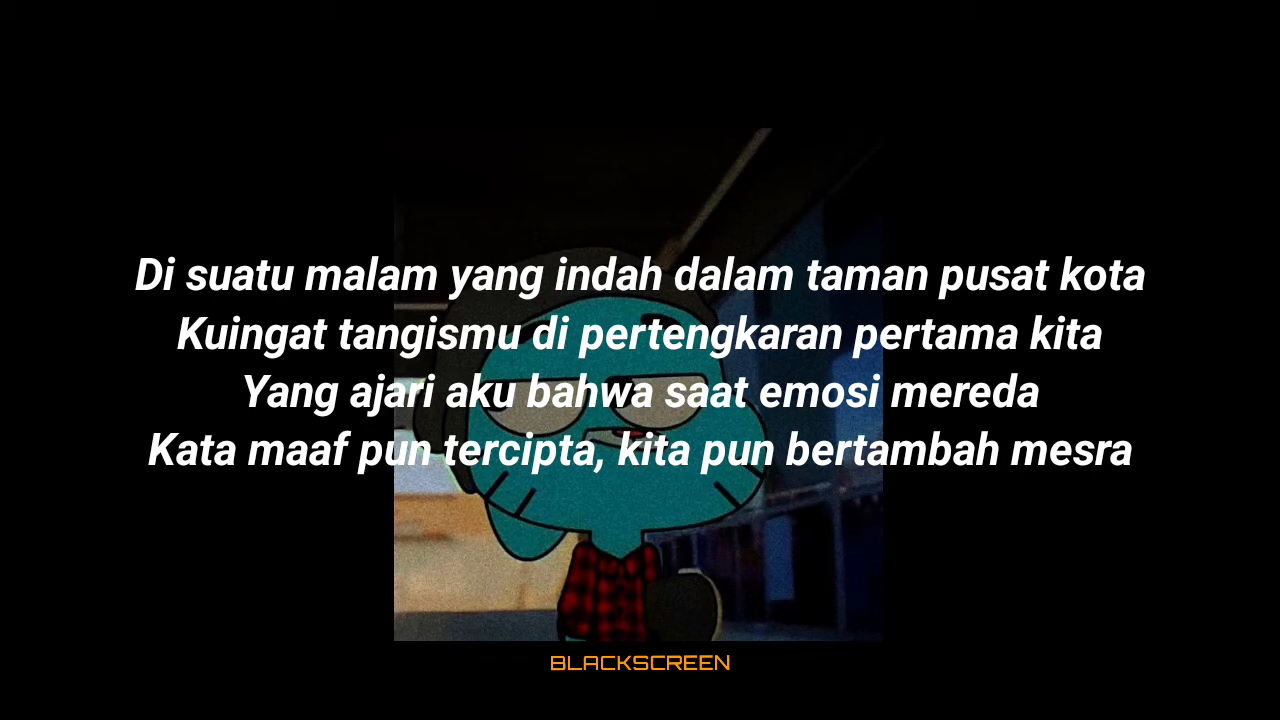 Di suatu malam yang indah dalam taman pusat kota
Kuingat tangismu di pertengkaran pertama kita
Yang ajari aku bahwa saat emosi mereda
Kata maaf pun tercipta, kita pun bertambah mesra
BLACKSCREEN